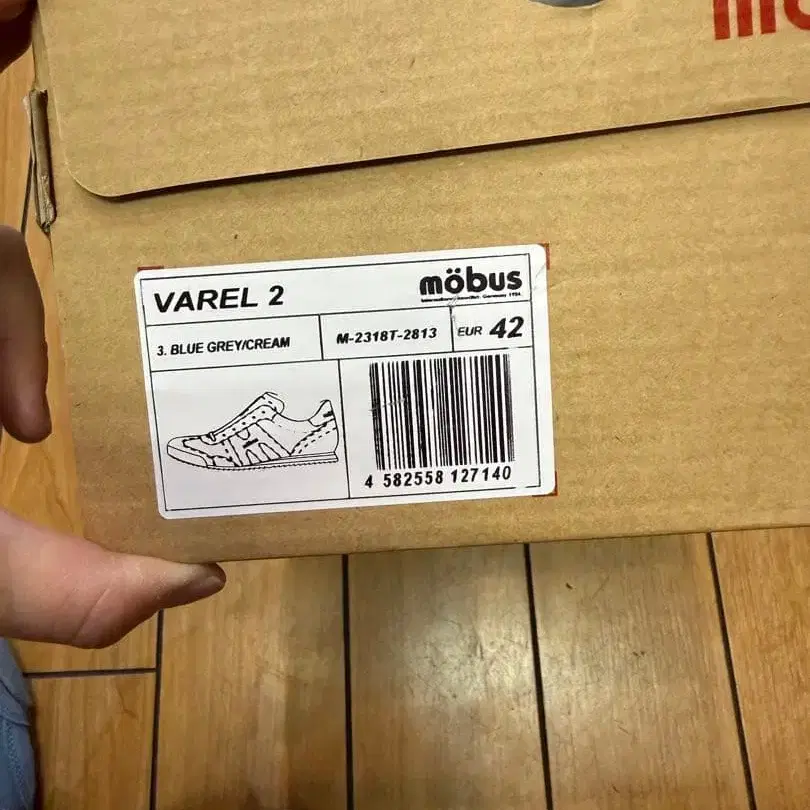 VAREL 2
möbus
3. BLUE GREY/CREAM
M-2318T-2813
EUR 42
4 582558 127140